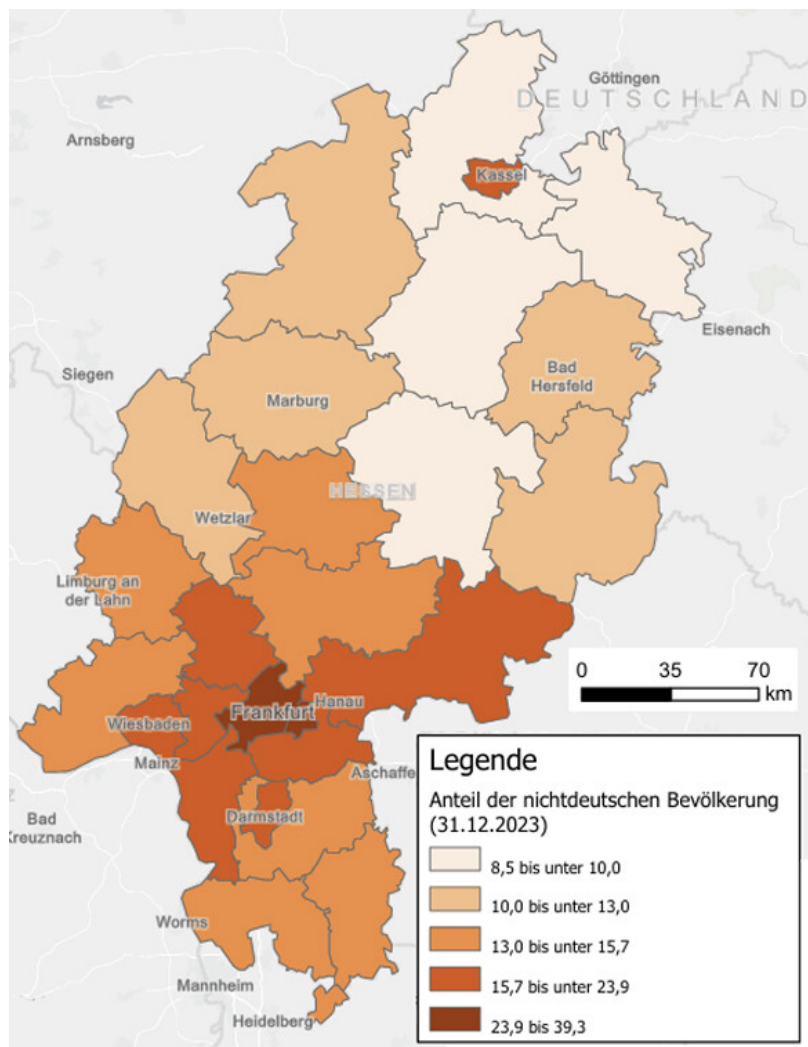 Göttingen
DEUTSCHLAND
Arnsberg
Kassel
Eisenach
Siegen
Bad
Hersfeld
Marburg
HESSEN
Wetzlar
Limburg an
der Lahn
0 35 70
km
Hanau
Frankfurt
Wiesbaden
Mainz
Aschaffe
Bad
Kreuznach
Darmstadt
Worms
Mannheim
Heidelberg
Legende
Anteil der nichtdeutschen Bevölkerung
(31.12.2023)
8,5 bis unter 10,0
10,0 bis unter 13,0
13,0 bis unter 15,7
15,7 bis unter 23,9
23,9 bis 39,3